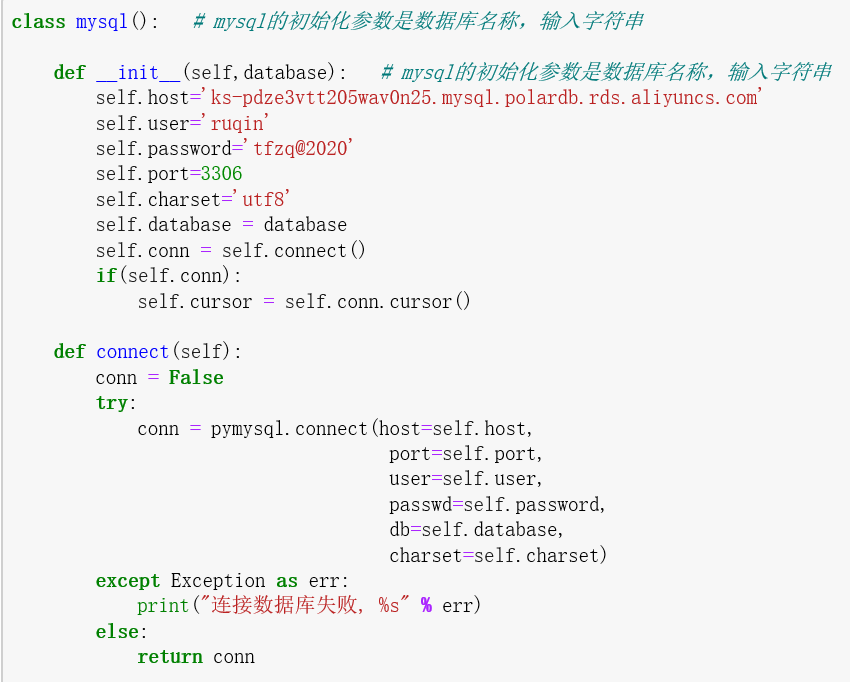 class mysql():   # mysql的初始化参数是数据库名称，输入字符串
    def __init__(self,database):   # mysql的初始化参数是数据库名称，输入字符串
        self.host='ks-pdze3vtt205wav0n25.mysql.polardb.rds.aliyuncs.com'
        self.user='ruqin'
        self.password='tfzq@2020'
        self.port=3306
        self.charset='utf8'
        self.database = database
        self.conn = self.connect()
        if(self.conn):
            self.cursor = self.conn.cursor()
    def connect(self):
        conn = False
        try:
            conn = pymysql.connect(host=self.host,
                                    port=self.port,
                                    user=self.user,
                                    passwd=self.password,
                                    db=self.database,
                                    charset=self.charset)
        except Exception as err:
            print("连接数据库失败, %s" % err)
        else:
            return conn